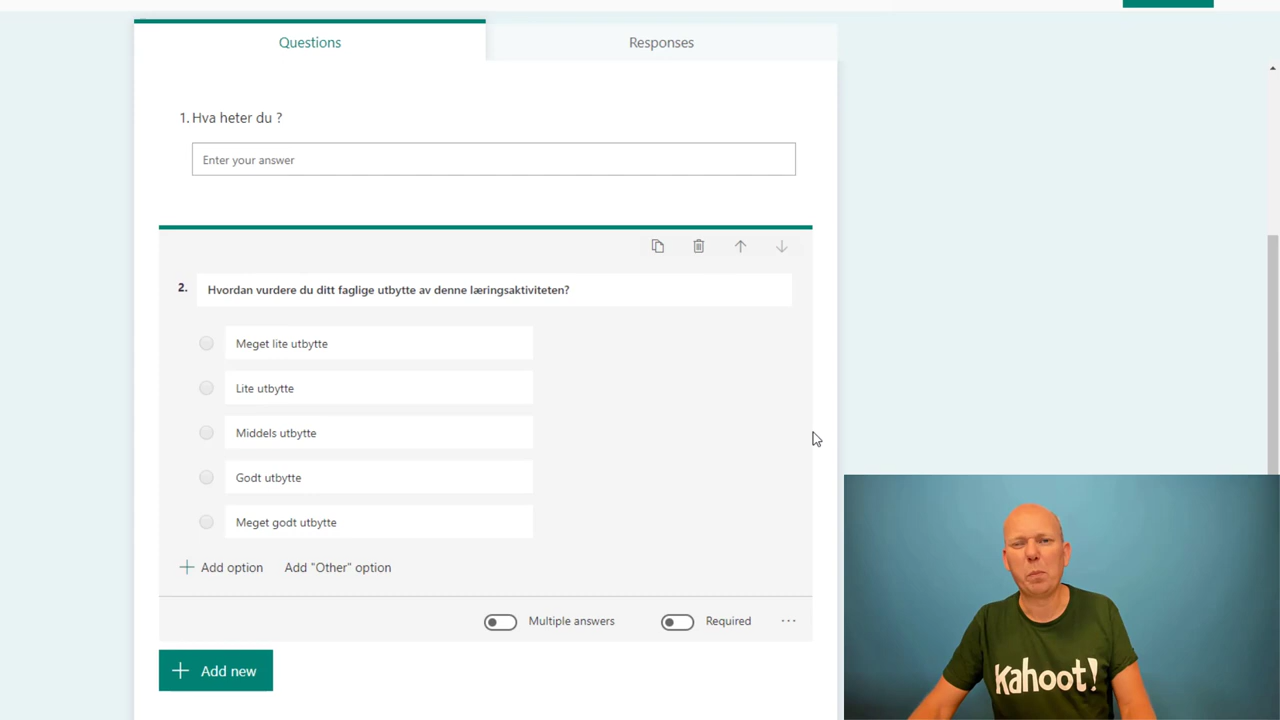 Questions
Responses
1. Hva heter du ?
Enter your answer
2. Hvordan vurdere du ditt faglige utbytte av denne læringsaktiviteten?
Meget lite utbytte
Lite utbytte
Middels utbytte
Godt utbytte
Meget godt utbytte
Add option Add "Other" option
Multiple answers Required
Add new
Kahoot!